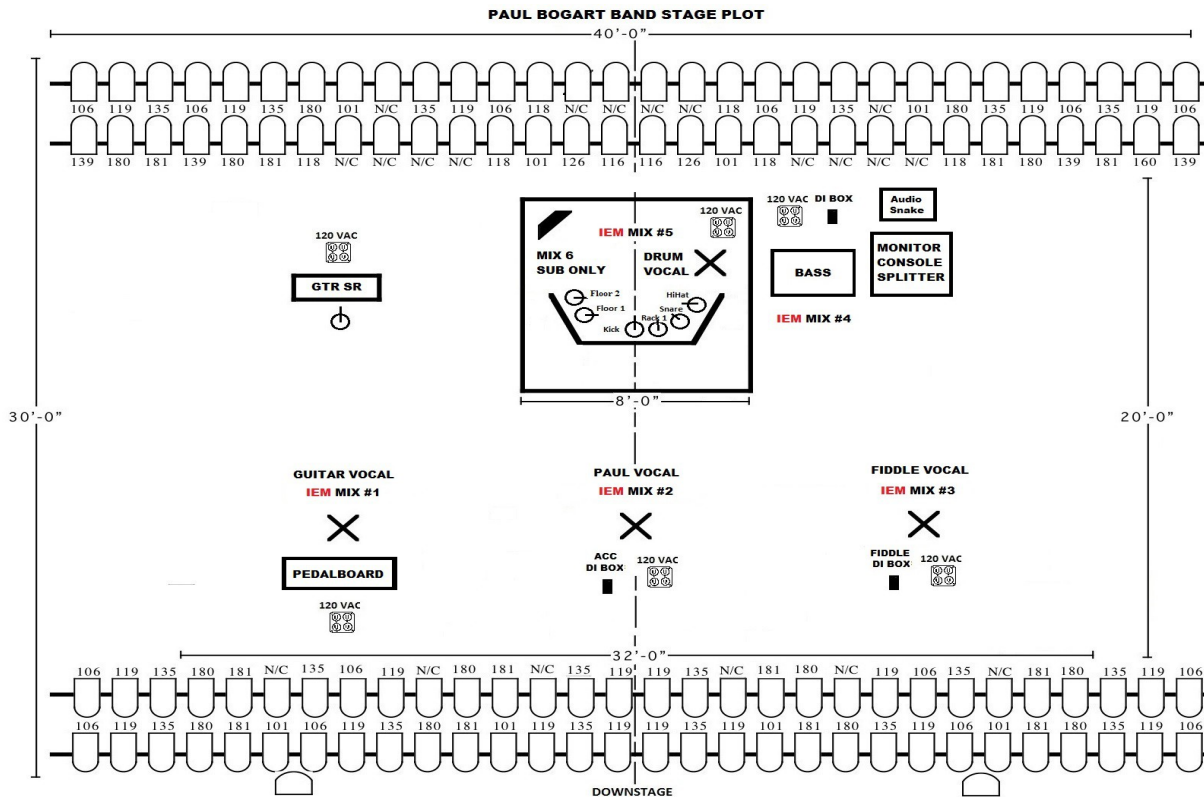 PAUL BOGART BAND STAGE PLOT
40'-0"
106 119 135 106 119 135 180 101 N/C 135 119 106 118 N/C N/C N/C N/C 118 106 119 135 N/C 101 180 135 119 106 135 119 106
139 180 181 139 180 181 118 N/C N/C N/C N/C 118 101 126 116 116 126 101 118 N/C N/C N/C N/C 118 181 180 139 181 160 139
120 VAC
GTR SR
IEM MIX #5
120 VAC
MIX 6
SUB ONLY
DRUM
VOCAL
Floor 2
Floor 1
Kick
Rack 1
Snare
HiHat
8'-0"
120 VAC
DI BOX
BASS
IEM MIX #4
Audio
Snake
MONITOR
CONSOLE
SPLITTER
30'-0"
20'-0"
GUITAR VOCAL
IEM MIX #1
PEDALBOARD
120 VAC
PAUL VOCAL
IEM MIX #2
ACC
DI BOX
120 VAC
FIDDLE VOCAL
IEM MIX #3
FIDDLE
DI BOX
120 VAC
32'-0"
106 119 135 180 181 N/C 135 106 119 N/C 180 181 N/C 135 119 119 135 N/C 181 180 N/C 119 106 135 N/C 181 180 135 119 106
106 119 135 180 181 101 106 119 135 180 181 101 119 135 119 119 135 119 101 181 180 135 119 106 101 181 180 135 119 106
DOWNSTAGE